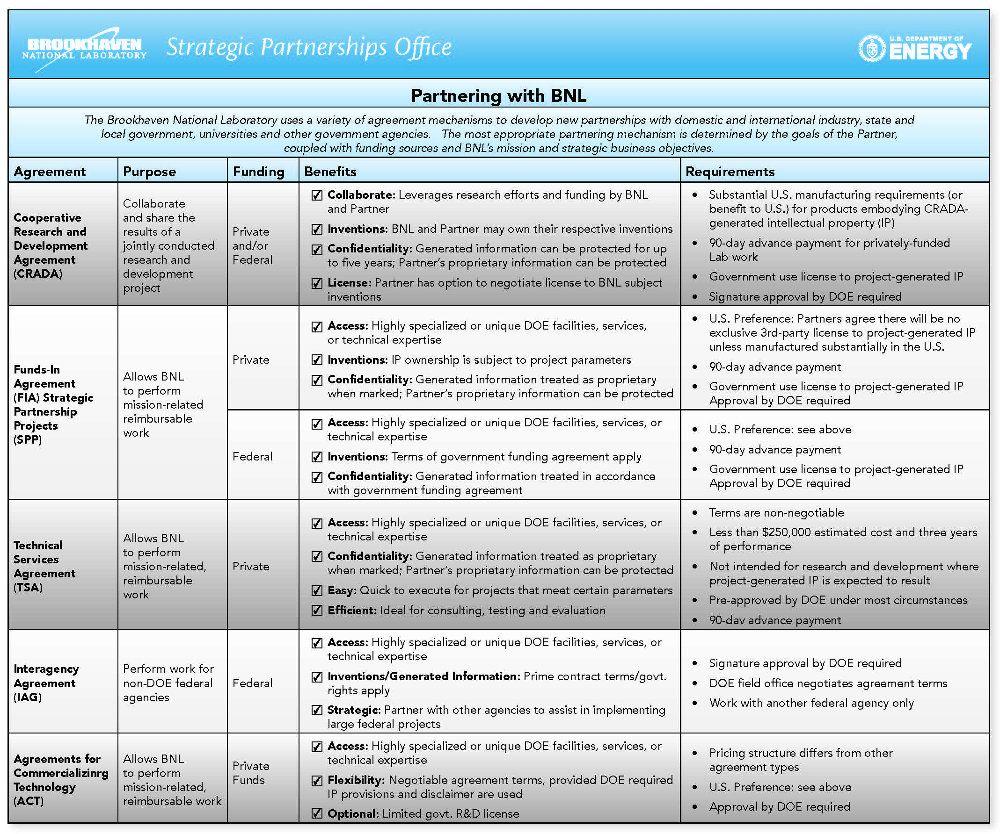 BROOKHAVEN
NATIONAL LABORATORY
Strategic Partnerships Office
U.S. DEPARTMENT OF
ENERGY
Partnering with BNL
The Brookhaven National Laboratory uses a variety of agreement mechanisms to develop new partnerships with domestic and international industry, state and
local government, universities and other government agencies. The most appropriate partnering mechanism is determined by the goals of the Partner,
coupled with funding sources and BNL's mission and strategic business objectives.
Agreement
Purpose
Funding
Benefits
Requirements
Cooperative
Research and
Development
Agreement
(CRADA)
Collaborate
and share the
results of a
jointly conducted
research and
development
project
Private
and/or
Federal
Collaborate: Leverages research efforts and funding by BNL
and Partner
Inventions: BNL and Partner may own their respective inventions
Confidentiality: Generated information can be protected for up
to five years; Partner's proprietary information can be protected
License: Partner has option to negotiate license to BNL subject
inventions
• Substantial U.S. manufacturing requirements (or
benefit to U.S.) for products embodying CRADA-
generated intellectual property (IP)
• 90-day advance payment for privately-funded
Lab work
• Government use license to project-generated IP
• Signature approval by DOE required
Funds-In
Agreement
(FIA) Strategic
Partnership
Projects
(SPP)
Allows BNL
to perform
mission-related
reimbursable
work
Private
Access: Highly specialized or unique DOE facilities, services,
or technical expertise
Inventions: IP ownership is subject to project parameters
Confidentiality: Generated information treated as proprietary
when marked; Partner's proprietary information can be protected
• U.S. Preference: Partners agree there will be no
exclusive 3rd-party license to project-generated IP
unless manufactured substantially in the U.S.
• 90-day advance payment
• Government use license to project-generated IP
Approval by DOE required
Federal
Access: Highly specialized or unique DOE facilities, services, or
technical expertise
Inventions: Terms of government funding agreement apply
Confidentiality: Generated information treated in accordance
with government funding agreement
• U.S. Preference: see above
• 90-day advance payment
• Government use license to project-generated IP
Approval by DOE required
Technical
Services
Agreement
(TSA)
Allows BNL
to perform
mission-related,
reimbursable
work
Private
Access: Highly specialized or unique DOE facilities, services, or
technical expertise
Confidentiality: Generated information treated as proprietary
when marked; Partner's proprietary information can be protected
Easy: Quick to execute for projects that meet certain parameters
Efficient: Ideal for consulting, testing and evaluation
• Terms are non-negotiable
• Less than $250,000 estimated cost and three years
of performance
• Not intended for research and development where
project-generated IP is expected to result
• Pre-approved by DOE under most circumstances
• 90-day advance payment
Interagency
Agreement
(IAG)
Perform work for
non-DOE federal
agencies
Federal
Access: Highly specialized or unique DOE facilities, services, or
technical expertise
Inventions/Generated Information: Prime contract terms/govt.
rights apply
Strategic: Partner with other agencies to assist in implementing
large federal projects
• Signature approval by DOE required
• DOE field office negotiates agreement terms
• Work with another federal agency only
Agreements for
Commercializinrg
Technology
(ACT)
Allows BNL
to perform
mission-related,
reimbursable work
Private
Funds
Access: Highly specialized or unique DOE facilities, services, or
technical expertise
Flexibility: Negotiable agreement terms, provided DOE required
IP provisions and disclaimer are used
Optional: Limited govt. R&D license
• Pricing structure differs from other
agreement types
• U.S. Preference: see above
• Approval by DOE required